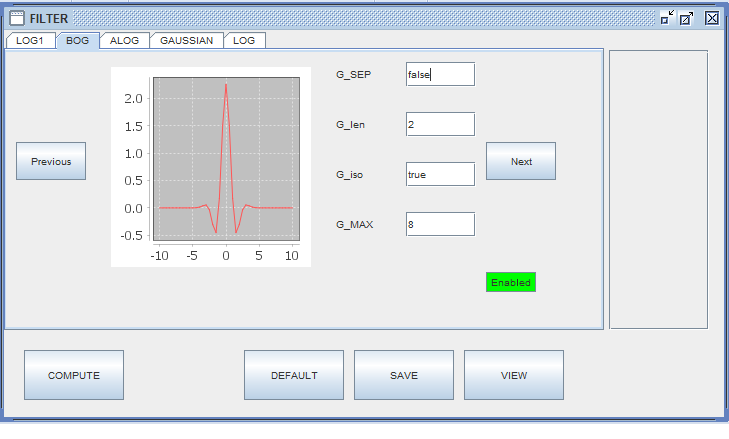 FILTER
LOG1 BOG ALOG GAUSSIAN LOG
G_SEP false
G_len 2
G_iso true
G_MAX 8
Previous
Next
2.0
1.5
1.0
0.5
0.0
-0.5
-10 -5 0 5 10
Enabled
COMPUTE DEFAULT SAVE VIEW